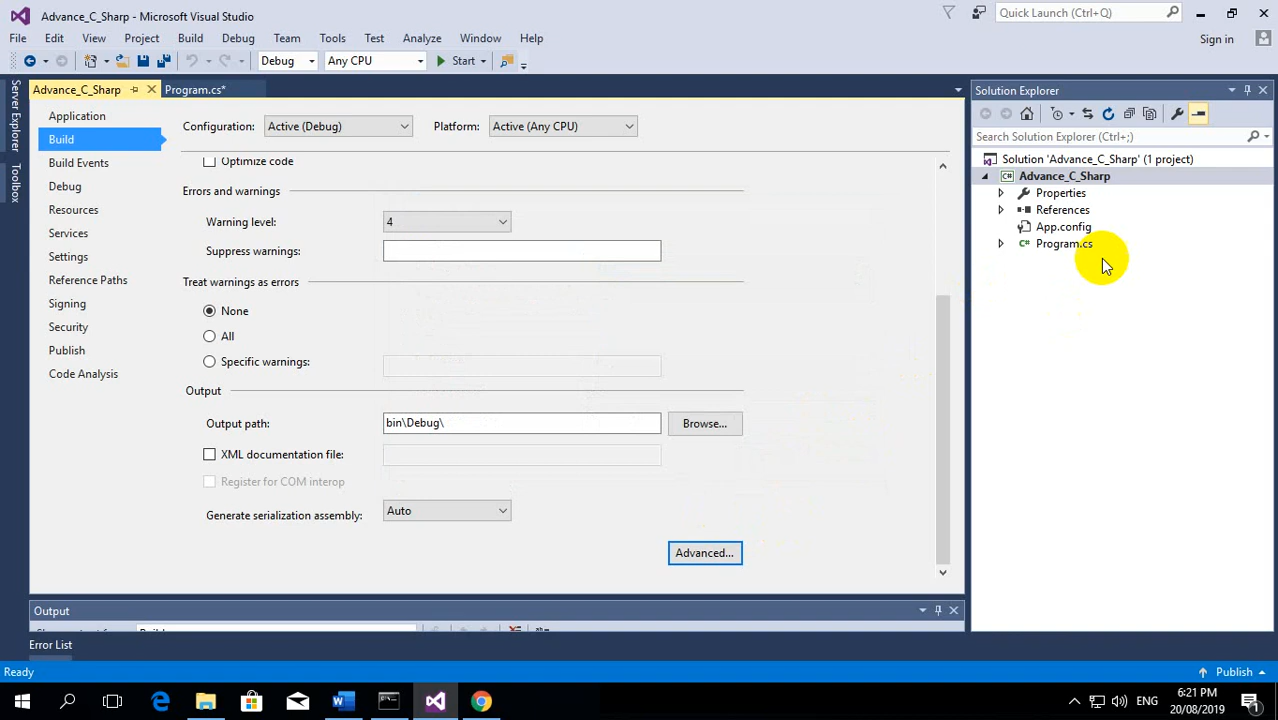 Advance_C_Sharp - Microsoft Visual Studio
Quick Launch (Ctrl+Q)
File Edit View Project Build Debug Team Tools Test Analyze Window Help
Sign in
Debug Any CPU Start
Server Explorer
Toolbox
Advance_C_Sharp
Program.cs*
Application
Build
Build Events
Debug
Resources
Services
Settings
Reference Paths
Signing
Security
Publish
Code Analysis
Configuration: Active (Debug) Platform: Active (Any CPU)
Optimize code
Errors and warnings
Warning level: 4
Suppress warnings:
Treat warnings as errors
None
All
Specific warnings:
Output
Output path: bin\Debug\ Browse...
XML documentation file:
Register for COM interop
Generate serialization assembly: Auto
Advanced...
Solution Explorer
Search Solution Explorer (Ctrl+;)
Solution 'Advance_C_Sharp' (1 project)
C# Advance_C_Sharp
Properties
References
App.config
C# Program.cs
Output
Error List
Ready
Publish
ENG
6:21 PM
20/08/2019
1